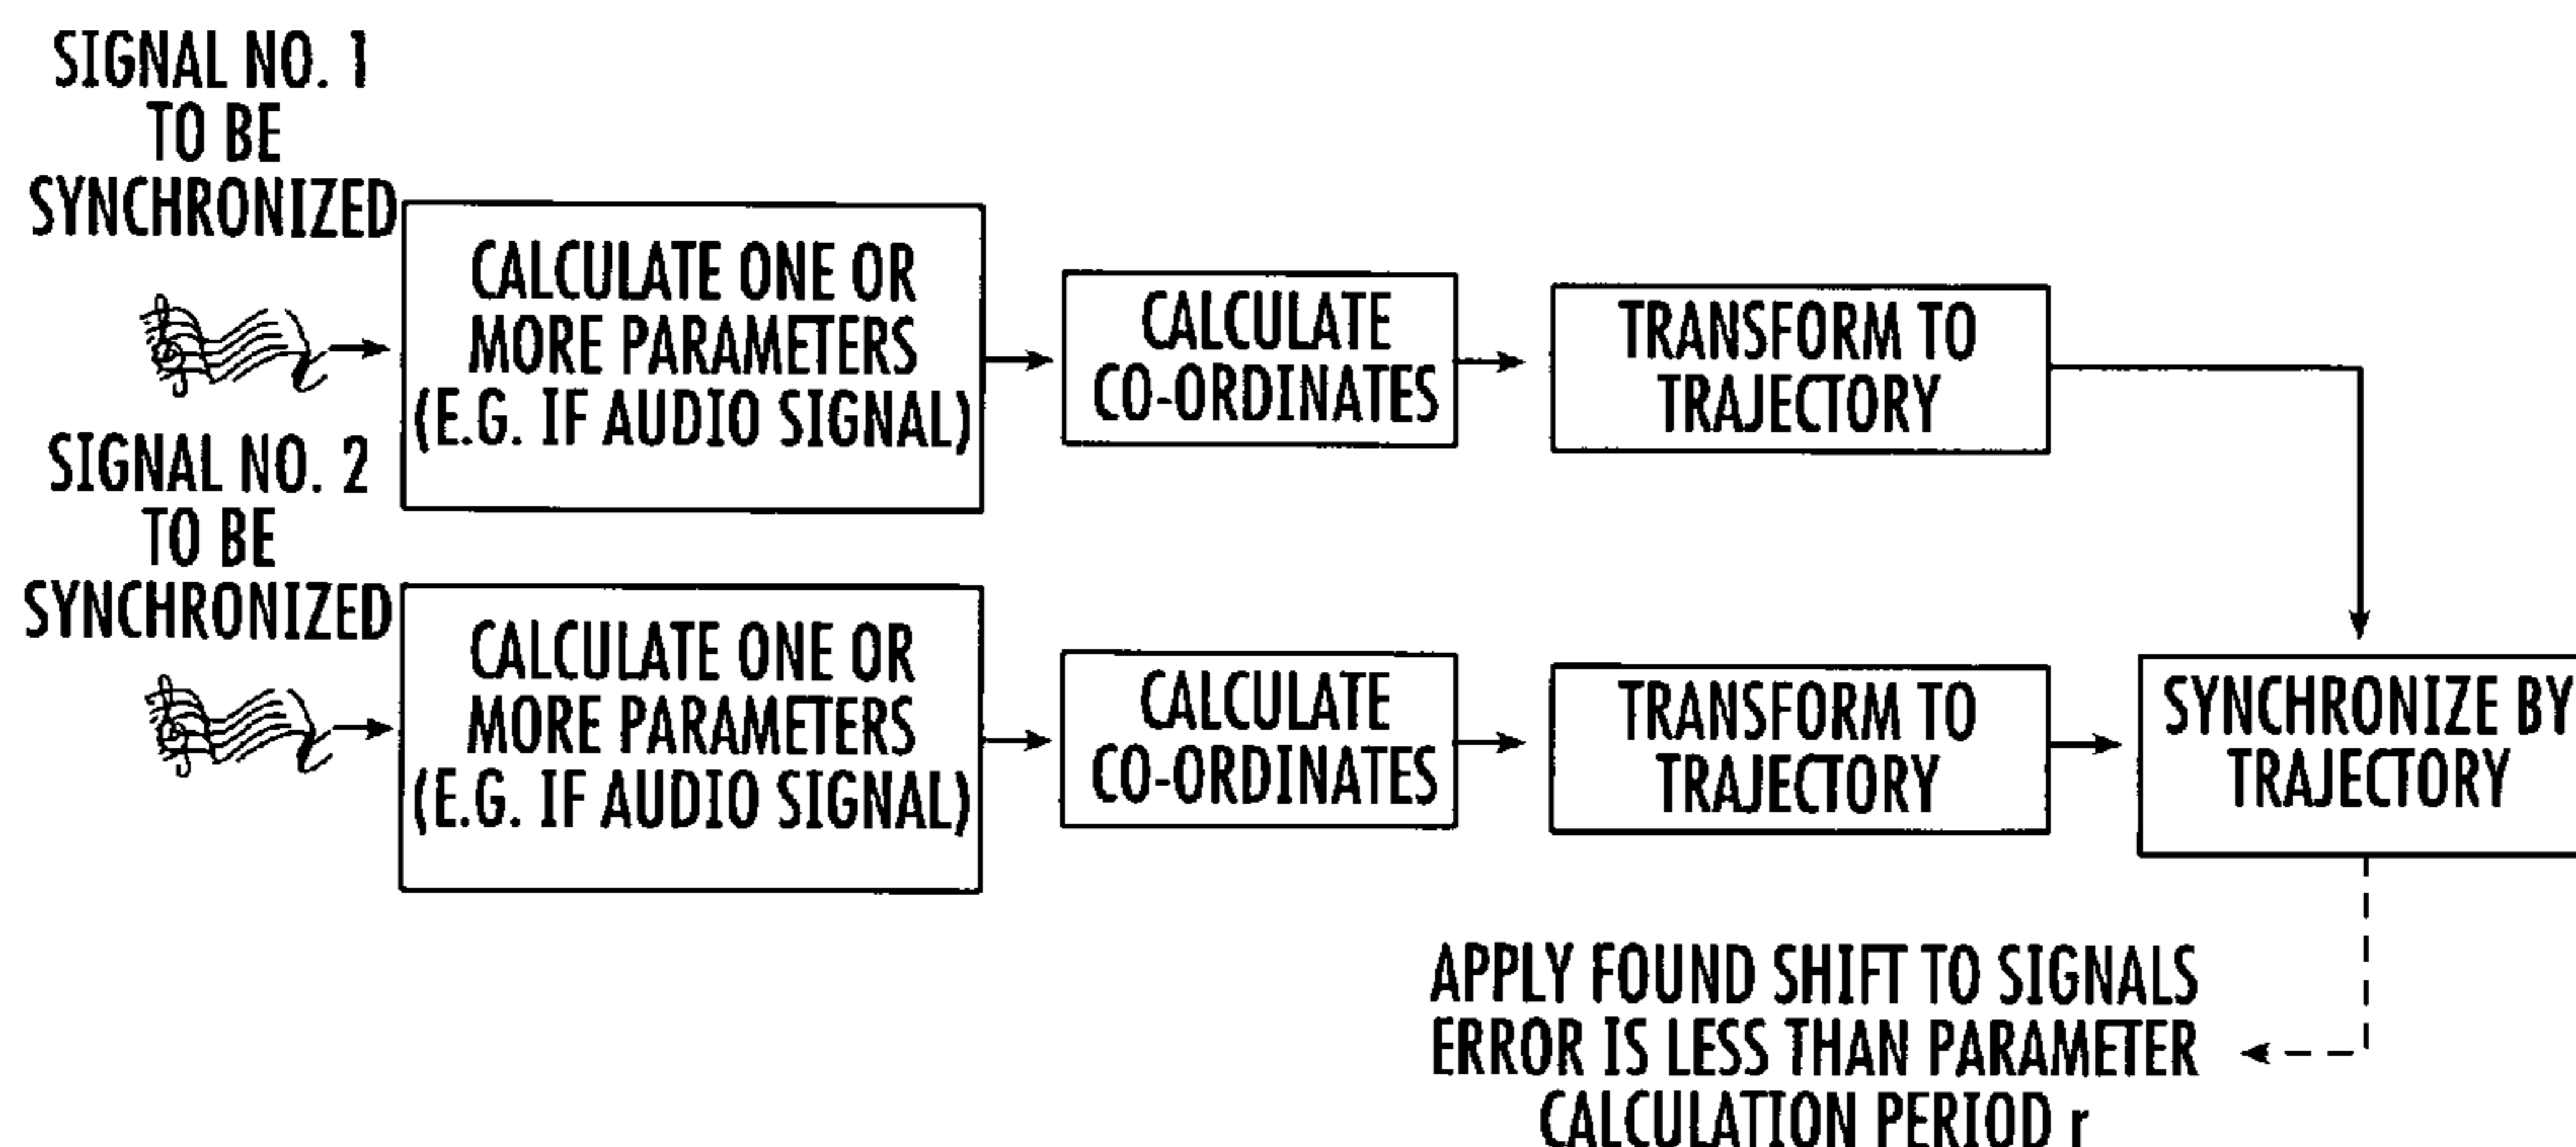 SIGNAL NO. 1
TO BE
SYNCHRONIZED
CALCULATE ONE OR
MORE PARAMETERS
(E.G. IF AUDIO SIGNAL)
CALCULATE
CO-ORDINATES
TRANSFORM TO
TRAJECTORY
SIGNAL NO. 2
TO BE
SYNCHRONIZED
CALCULATE ONE OR
MORE PARAMETERS
(E.G. IF AUDIO SIGNAL)
CALCULATE
CO-ORDINATES
TRANSFORM TO
TRAJECTORY
SYNCHRONIZE BY
TRAJECTORY
APPLY FOUND SHIFT TO SIGNALS
ERROR IS LESS THAN PARAMETER
CALCULATION PERIOD r